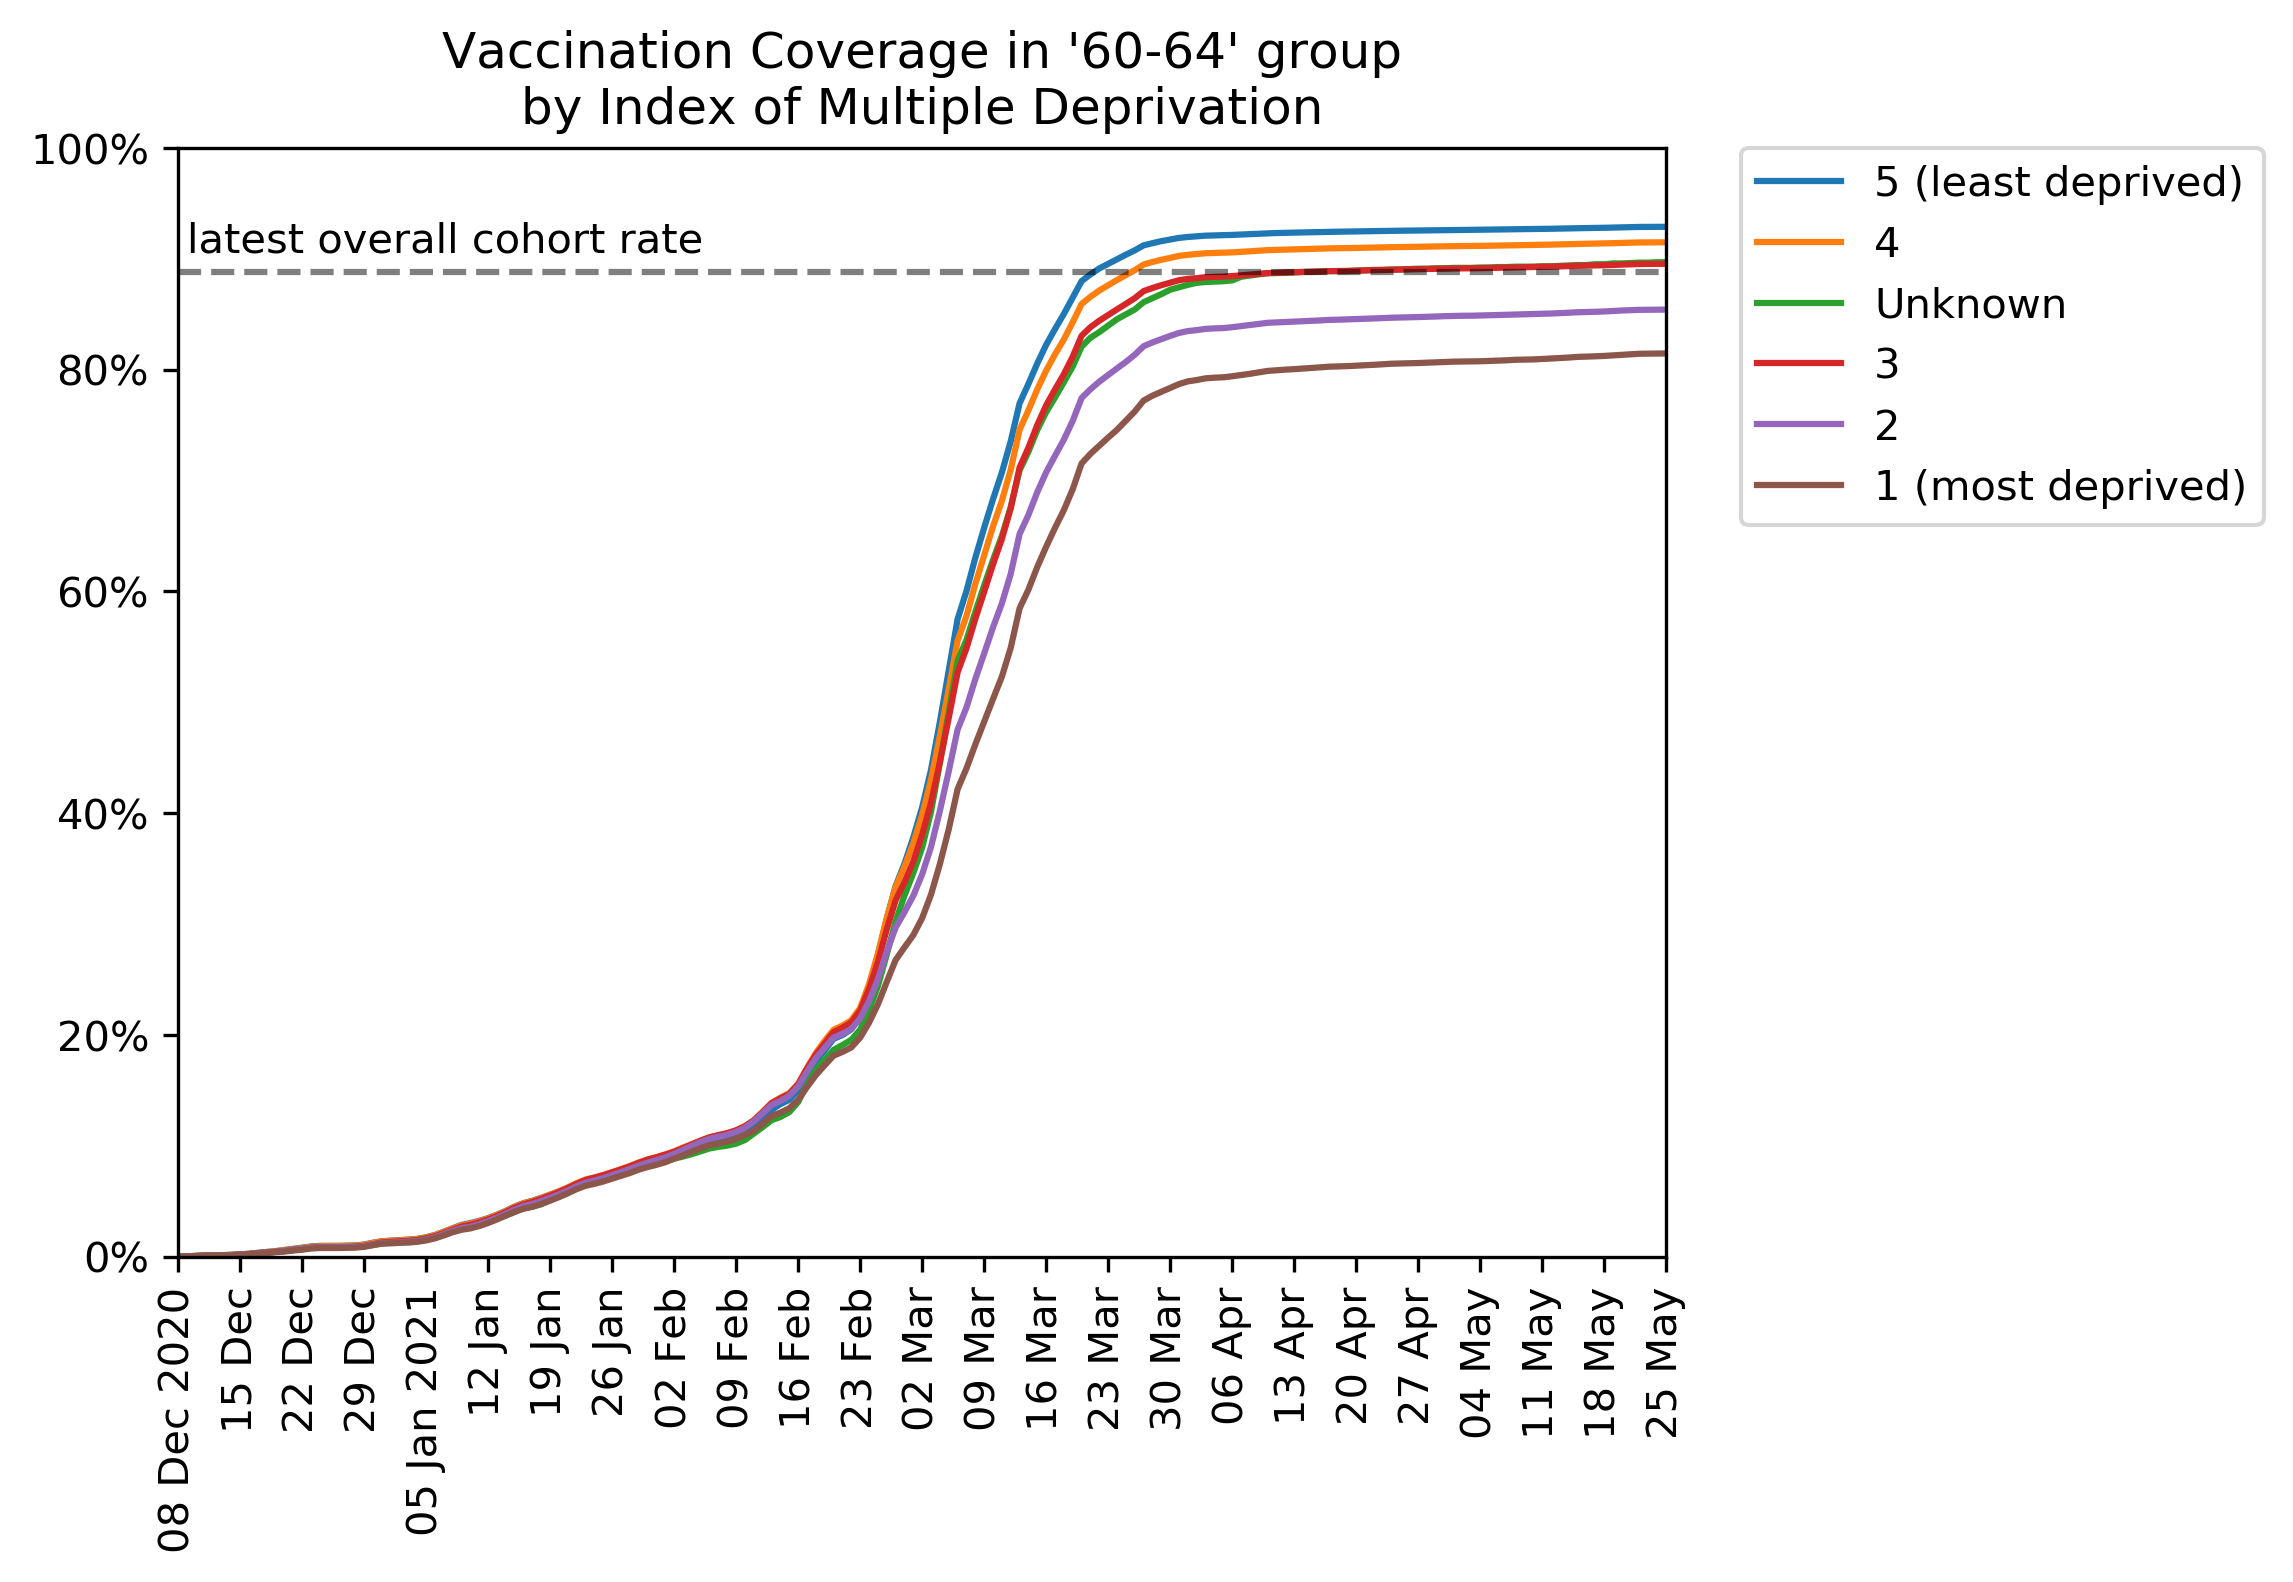 Vaccination Coverage in '60-64' group
by Index of Multiple Deprivation
100%
80%
60%
40%
20%
0%
latest overall cohort rate
5 (least deprived)
4
Unknown
3
2
1 (most deprived)
08 Dec 2020
15 Dec
22 Dec
29 Dec
05 Jan 2021
12 Jan
19 Jan
26 Jan
02 Feb
09 Feb
16 Feb
23 Feb
02 Mar
09 Mar
16 Mar
23 Mar
30 Mar
06 Apr
13 Apr
20 Apr
27 Apr
04 May
11 May
18 May
25 May